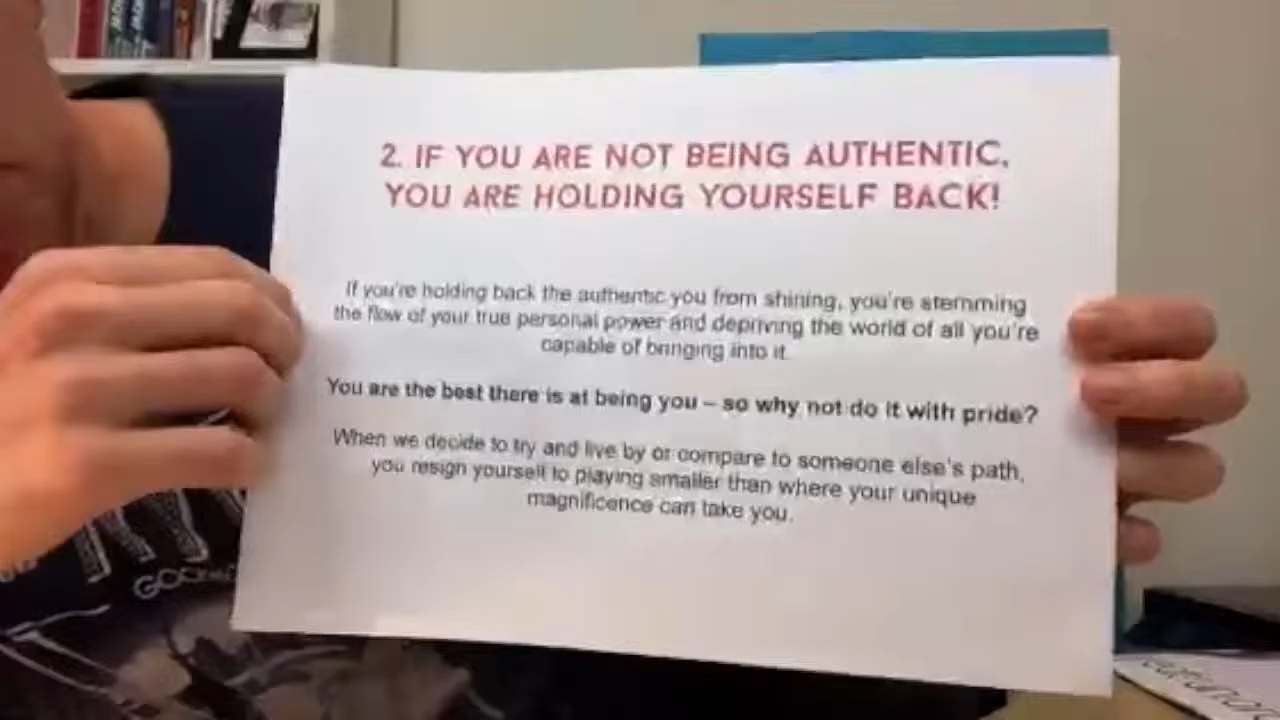 2. IF YOU ARE NOT BEING AUTHENTIC,
YOU ARE HOLDING YOURSELF BACK!
If you're holding back the authentic you from shining, you're stemming
the flow of your true personal power and depriving the world of all you're
capable of bringing into it.
You are the best there is at being you – so why not do it with pride?
When we decide to try and live by or compare to someone else's path,
you resign yourself to playing smaller than where your unique
magnificence can take you.